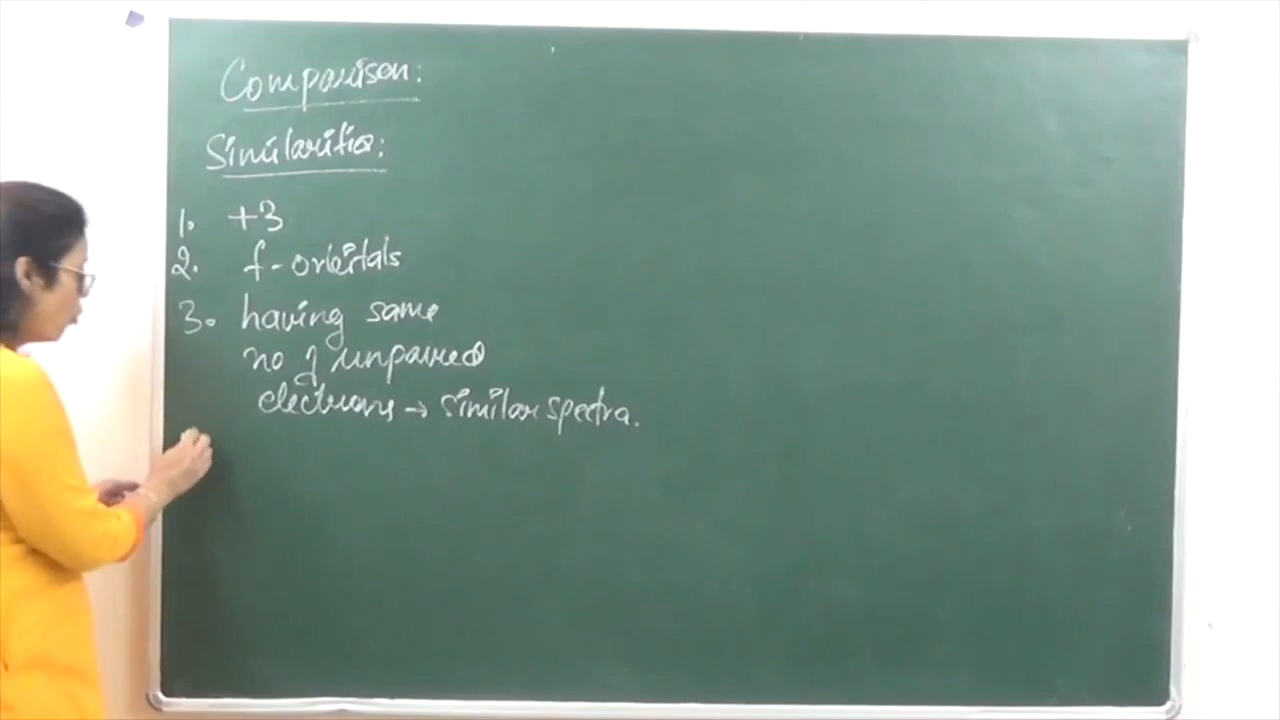 Comparison:
Similarities:
1. +3
2. f-orbitals
3. having same
no of unpaired
electrons → similar spectra.